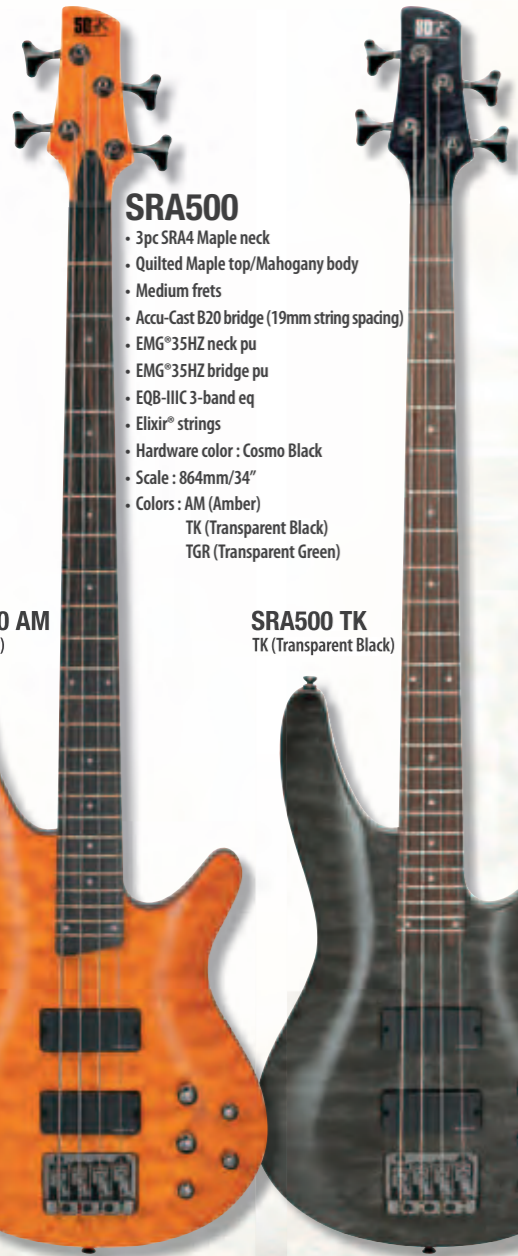 SRA500
• 3pc SRA4 Maple neck
• Quilted Maple top/Mahogany body
• Medium frets
• Accu-Cast B20 bridge (19mm string spacing)
• EMG®35HZ neck pu
• EMG®35HZ bridge pu
• EQB-IIIC 3-band eq
• Elixir® strings
• Hardware color : Cosmo Black
• Scale : 864mm/34″
• Colors : AM (Amber)
TK (Transparent Black)
TGR (Transparent Green)
0 AM
)
SRA500 TK
TK (Transparent Black)